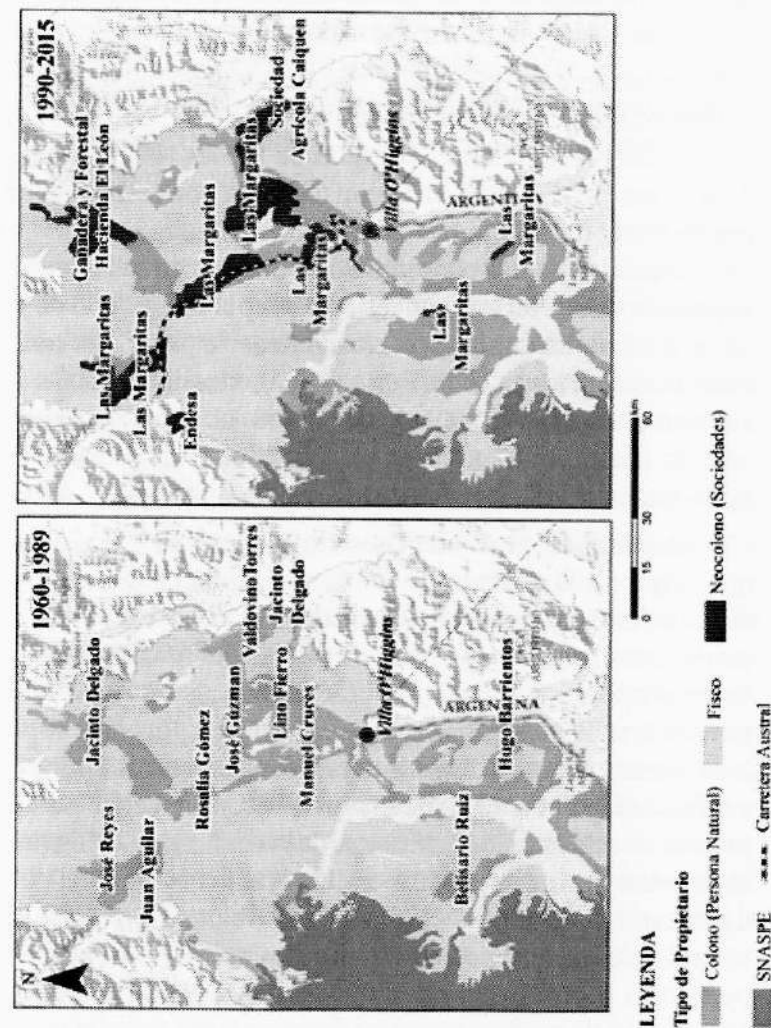 N
1960-1989
Jacinto Delgado
José Reyes
Juan Aguilar
Rosalía Gómez
José Gúzman
Valdovino Torres
Lino Fierro
Jacinto
Delgado
Manuel Cruces
Villa O'Higgins
ARGENTINA
Belisario Ruiz
Hugo Barrientos
1990-2015
Ganadera y Forestal
Hacienda El León
Las Margaritas
Las Margaritas
Endesa
Las Margaritas
Las Margaritas
Sociedad
Agrícola Caiquen
Las
Margaritas
Villa O'Higgins
ARGENTINA
Las
Margaritas
Las
Margaritas
0 15 30 60 km
LEYENDA
Tipo de Propietario
Colono (Persona Natural)
Fisco
Neocolono (Sociedades)
SNASPE
Carretera Austral